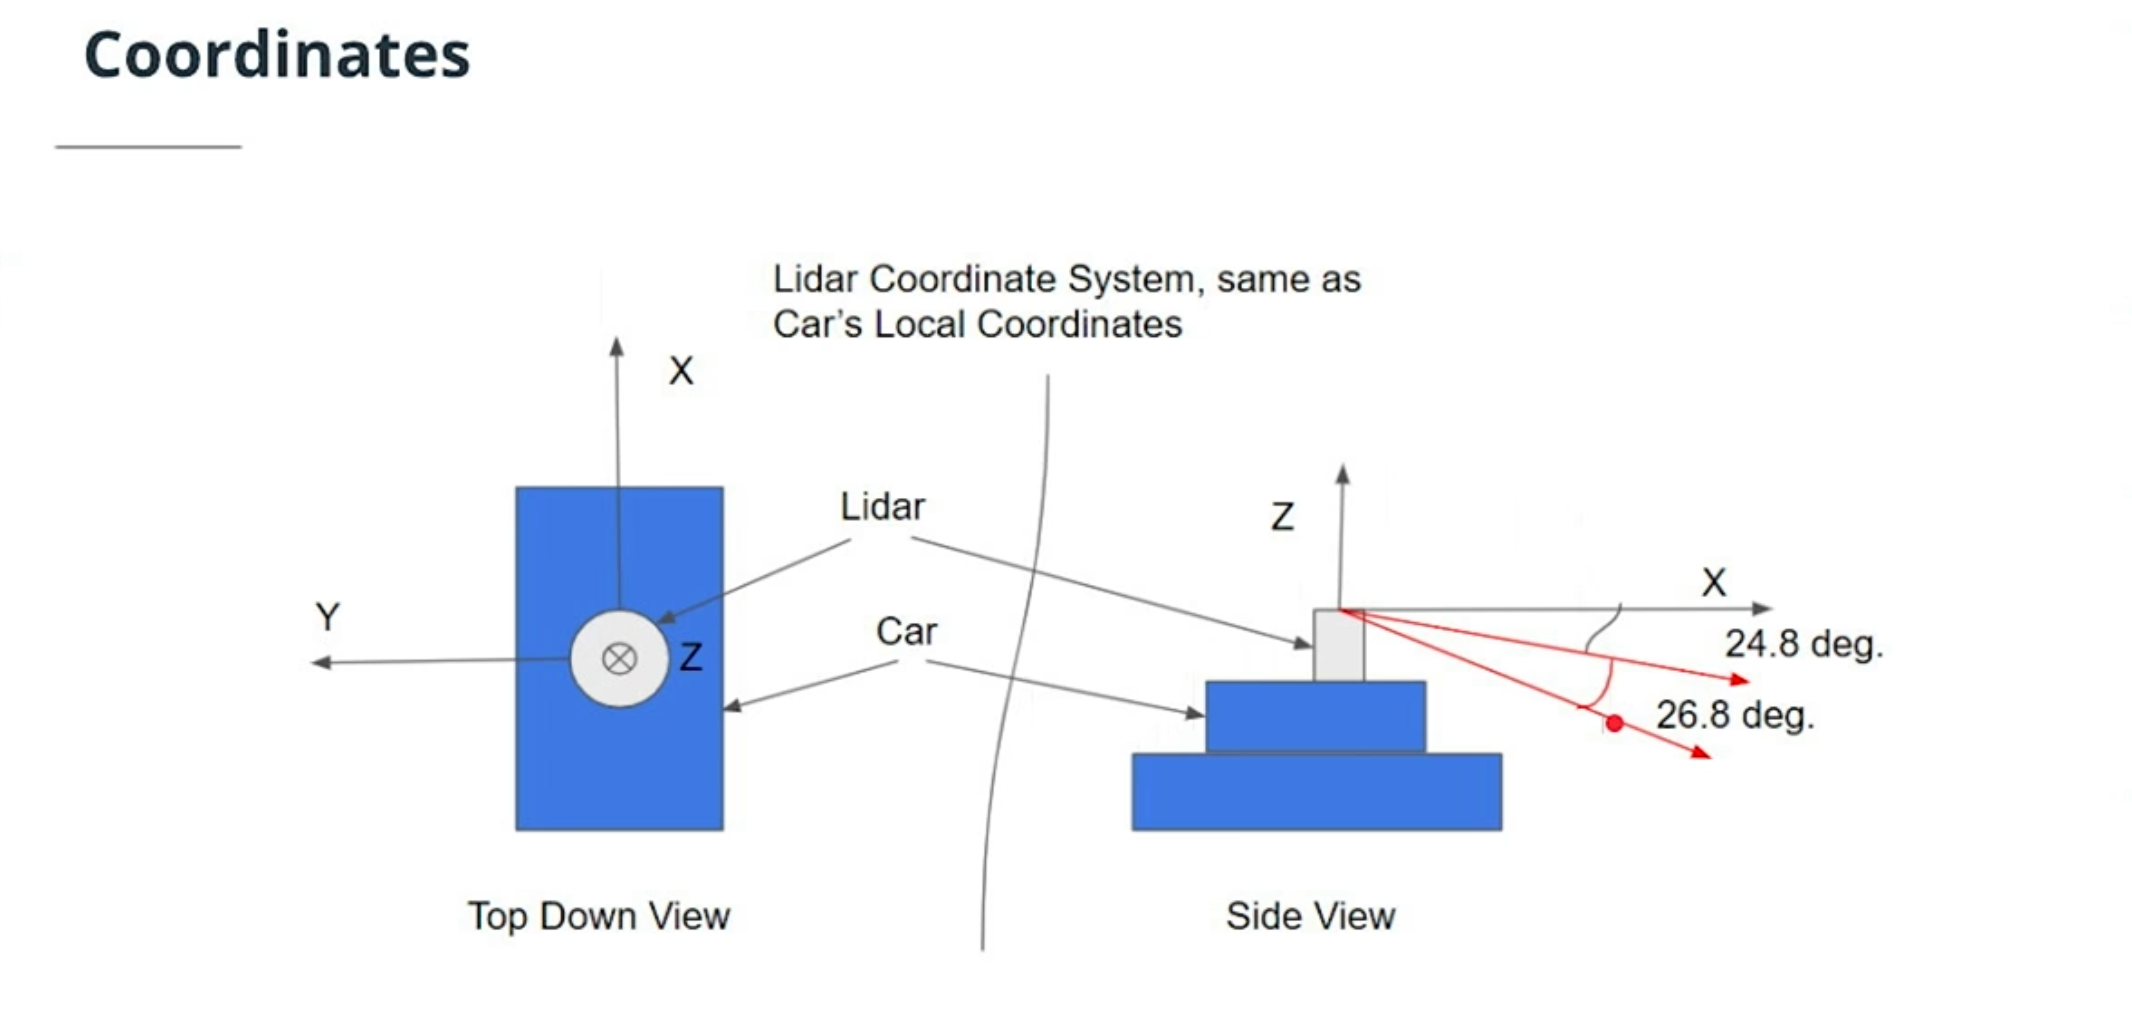 Coordinates
Lidar Coordinate System, same as
Car’s Local Coordinates
X
Lidar
Z
X
Y
Car
Z
24.8 deg.
26.8 deg.
Top Down View
Side View